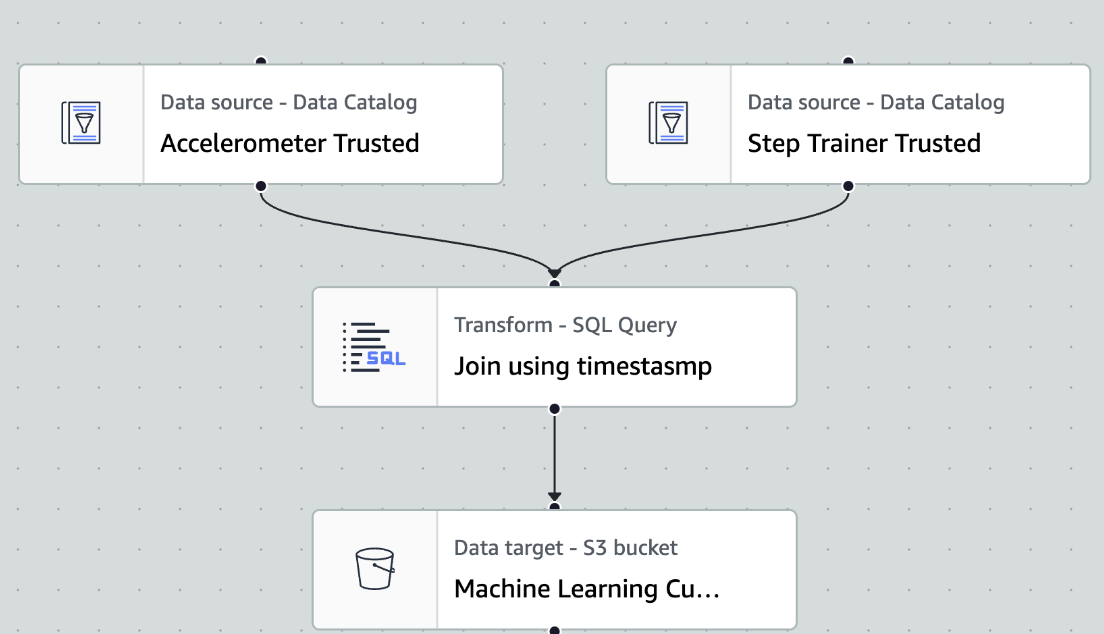 Data source - Data Catalog
Accelerometer Trusted
Data source - Data Catalog
Step Trainer Trusted
Transform - SQL Query
SQL
Join using timestasmp
Data target - S3 bucket
Machine Learning Cu...